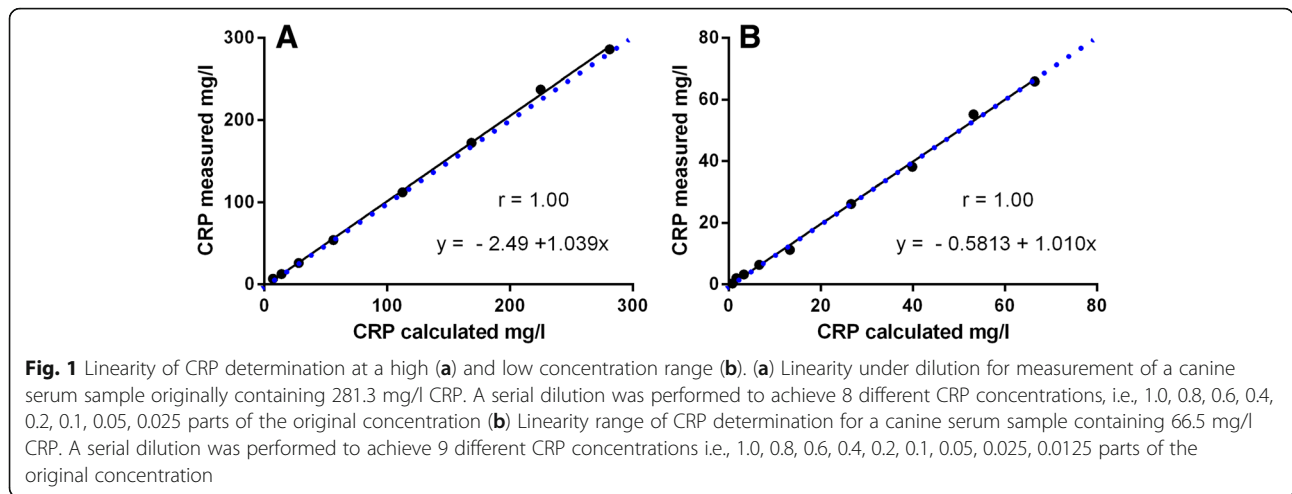 A
CRP measured mg/l
300
200
100
0
r = 1.00
y = - 2.49 +1.039x
0 100 200 300
CRP calculated mg/l
B
CRP measured mg/l
80
60
40
20
0
r = 1.00
y = - 0.5813 + 1.010x
0 20 40 60 80
CRP calculated mg/l
Fig. 1 Linearity of CRP determination at a high (a) and low concentration range (b). (a) Linearity under dilution for measurement of a canine
serum sample originally containing 281.3 mg/l CRP. A serial dilution was performed to achieve 8 different CRP concentrations, i.e., 1.0, 0.8, 0.6, 0.4,
0.2, 0.1, 0.05, 0.025 parts of the original concentration (b) Linearity range of CRP determination for a canine serum sample containing 66.5 mg/l
CRP. A serial dilution was performed to achieve 9 different CRP concentrations i.e., 1.0, 0.8, 0.6, 0.4, 0.2, 0.1, 0.05, 0.025, 0.0125 parts of the
original concentration